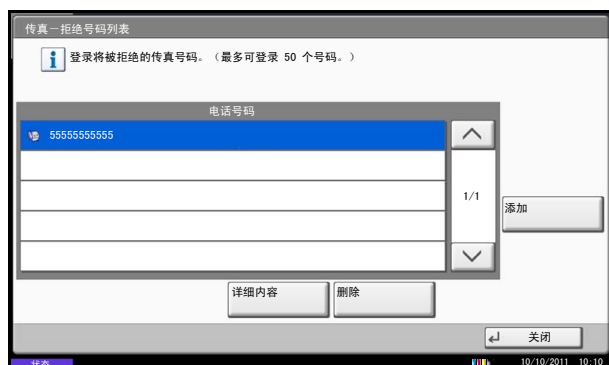 传真－拒绝号码列表
登录将被拒绝的传真号码。（最多可登录 50 个号码。）
电话号码
55555555555
1/1
添加
详细内容
删除
关闭
状态
10/10/2011 10:10